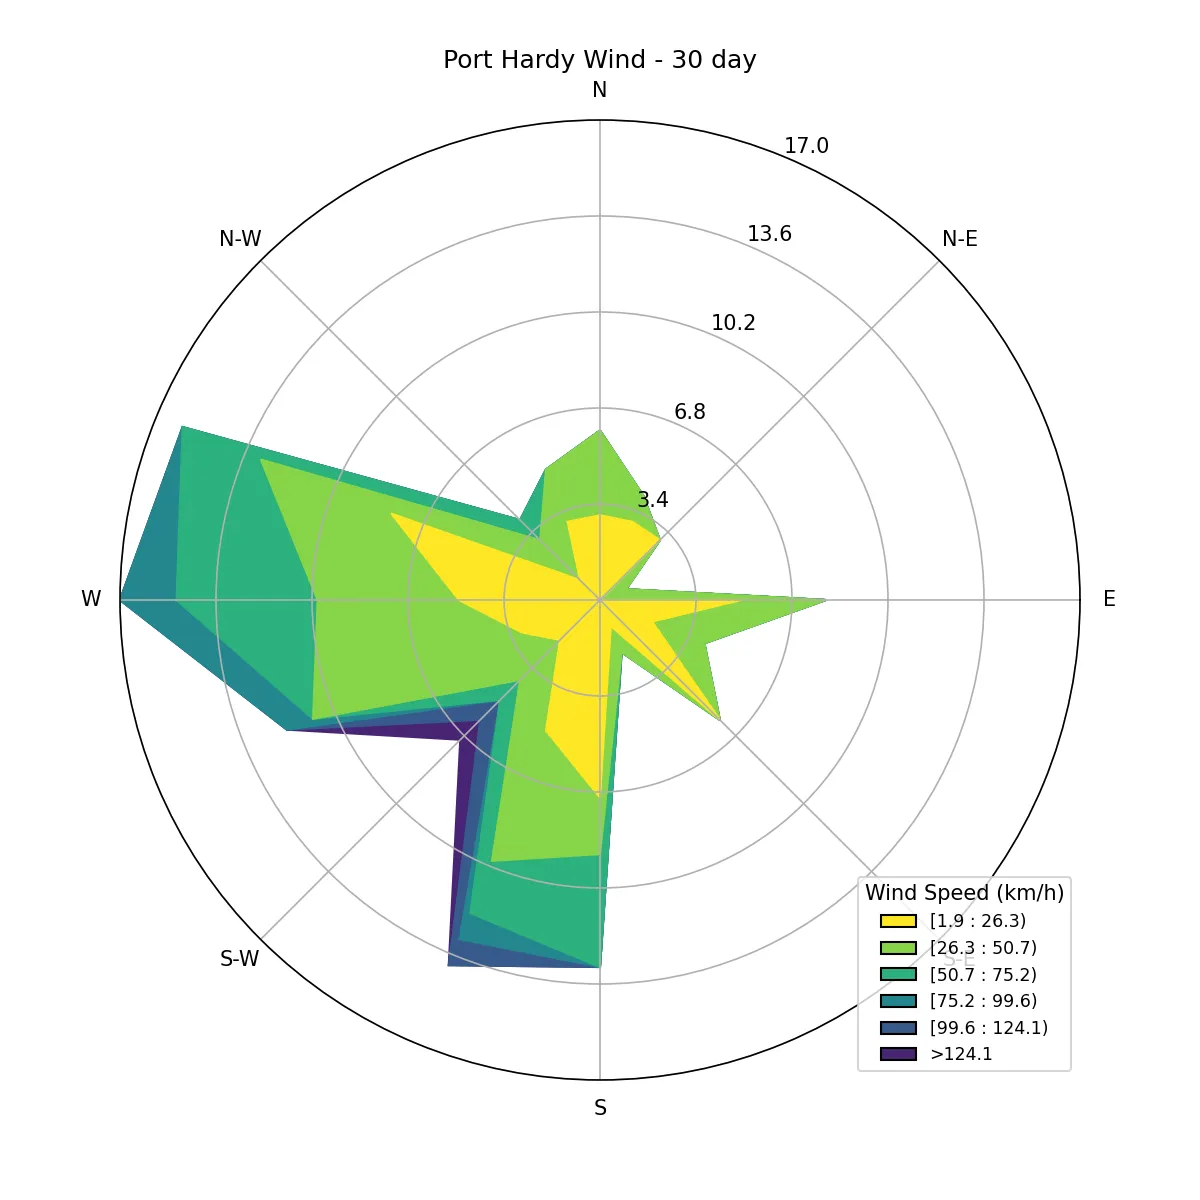 Port Hardy Wind - 30 day
N
17.0
13.6
N-W
N-E
10.2
6.8
3.4
W
E
S-W
S-E
S
Wind Speed (km/h)
[1.9 : 26.3)
[26.3 : 50.7)
[50.7 : 75.2)
[75.2 : 99.6)
[99.6 : 124.1)
>124.1